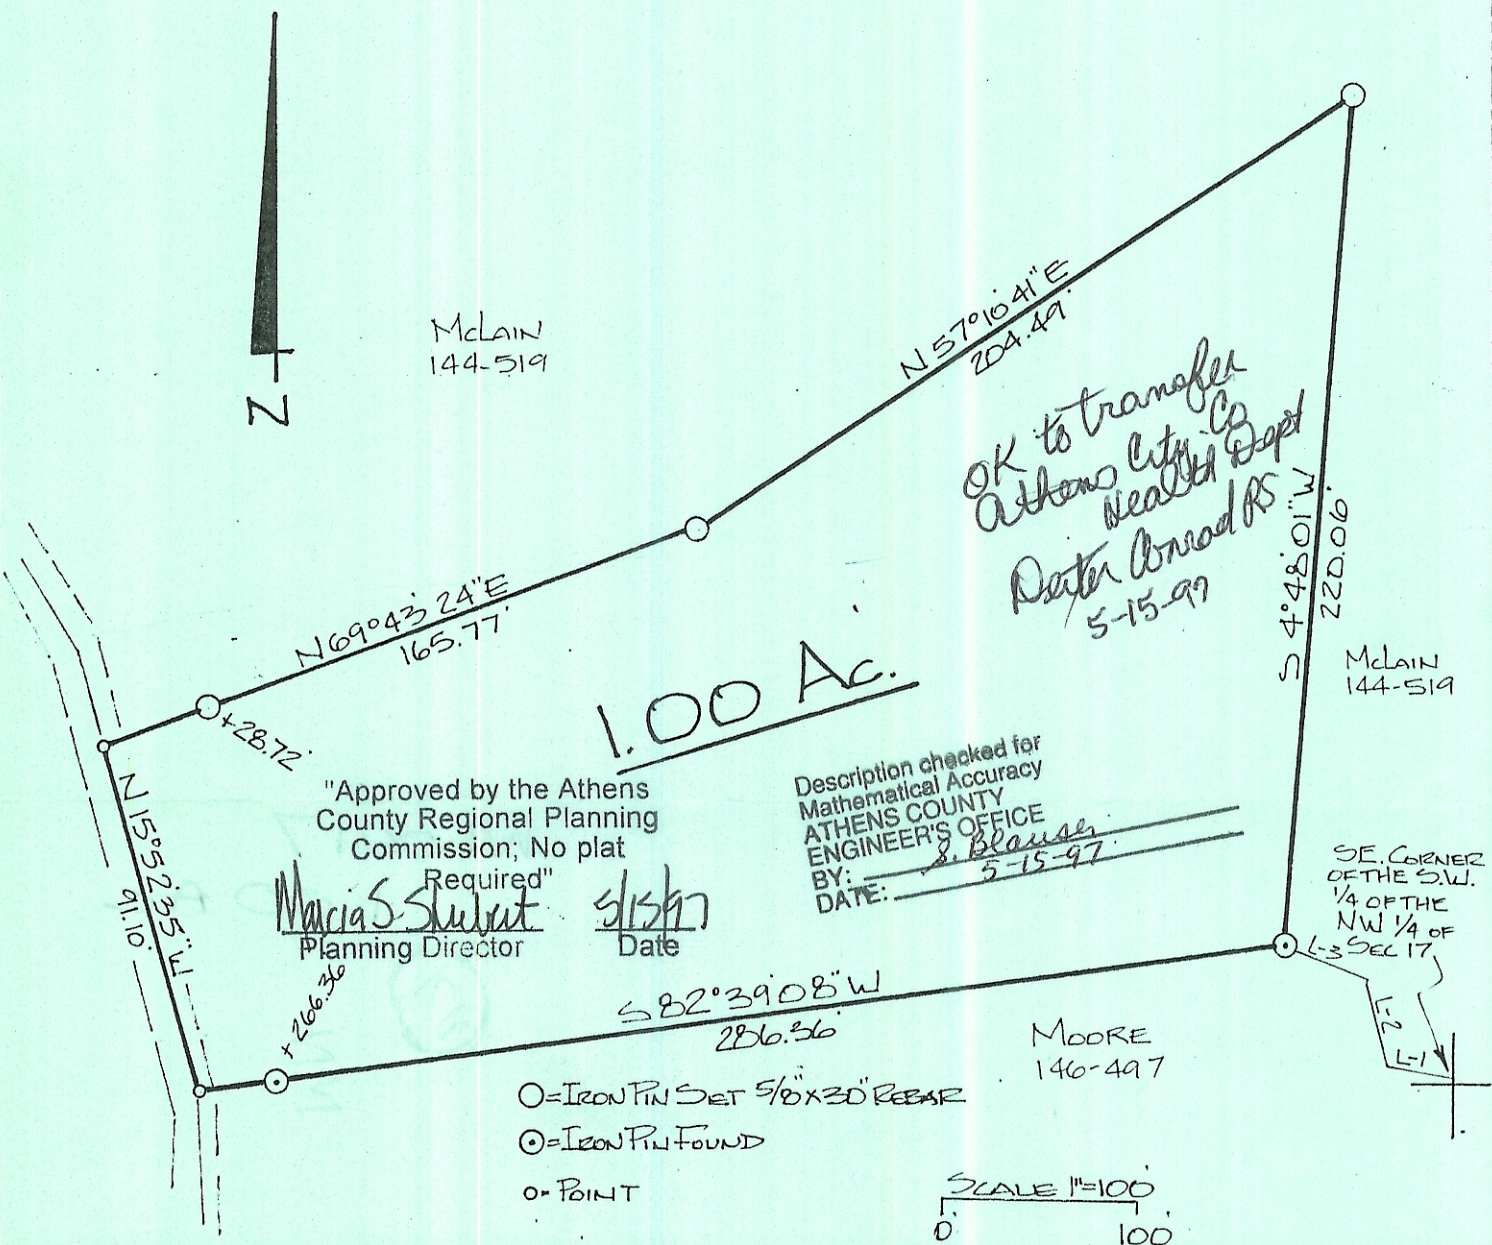 N
McLAIN
144-519
N 57°10'41"E
204.49'
OK to transfer
Athens City-Co
Health Dept
Conrad RS
5-15-97
S 4°48'01"W
220.06'
McLAIN
144-519
N 69°43'24"E
165.77'
+28.72'
1.00 Ac.
N 15°52'35"W
91.10'
"Approved by the Athens
County Regional Planning
Commission; No plat
Required"
Marcia S.
5/15/97
Planning Director
Date
Description checked for
Mathematical Accuracy
ATHENS COUNTY
ENGINEER'S OFFICE
BY: S. Blauser
DATE: 5-15-97
S.E. CORNER
OF THE S.W.
1/4 OF THE
NW 1/4 OF
SEC 17
L-3
L-2
L-1
+266.36
S 82°39'08"W
286.36'
MOORE
146-497
O=IRON PIN SET 5/8"X30" REBAR
⊙=IRON PIN FOUND
o= POINT
SCALE 1"=100'
0' 100'